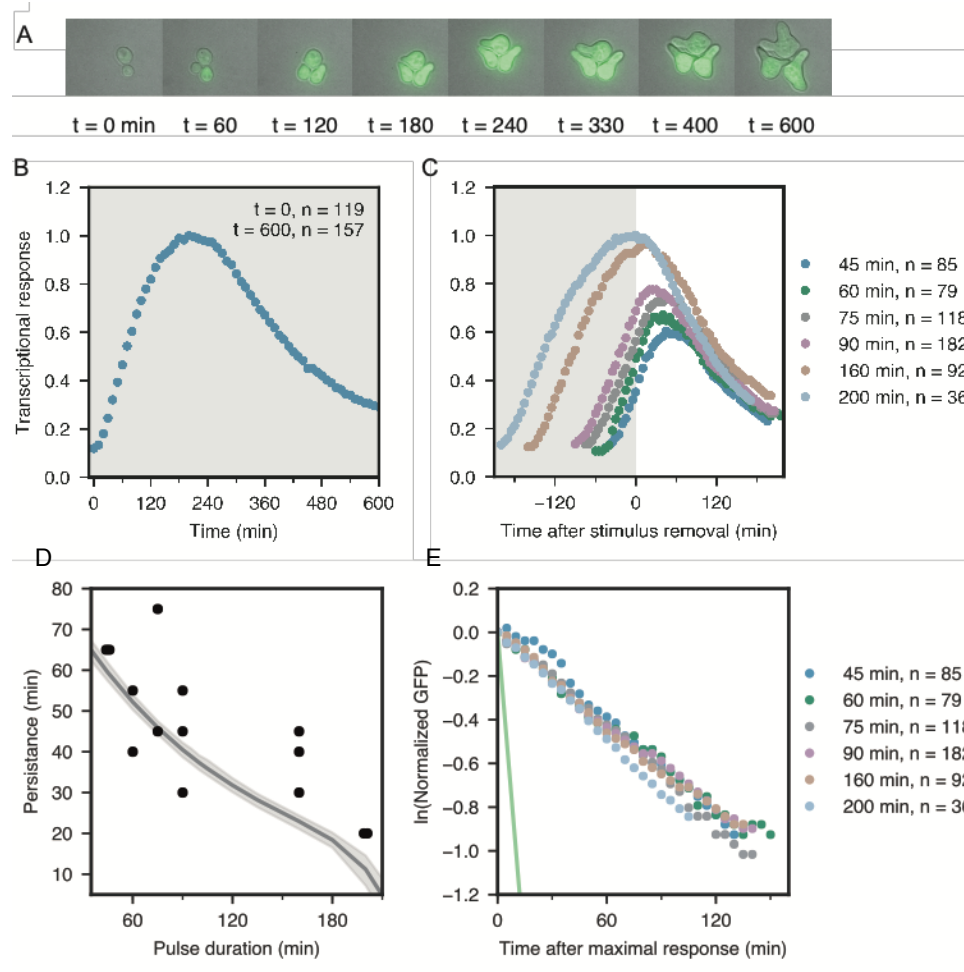 A
t = 0 min t = 60 t = 120 t = 180 t = 240 t = 330 t = 400 t = 600
B
1.2
1.0
0.8
0.6
0.4
0.2
0.0
Transcriptional response
t = 0, n = 119
t = 600, n = 157
0 120 240 360 480 600
Time (min)
C
1.2
1.0
0.8
0.6
0.4
0.2
0.0
−120 0 120
Time after stimulus removal (min)
45 min, n = 85
60 min, n = 79
75 min, n = 118
90 min, n = 182
160 min, n = 92
200 min, n = 36
D
80
70
60
50
40
30
20
10
Persistance (min)
60 120 180
Pulse duration (min)
E
0.2
0.0
−0.2
−0.4
−0.6
−0.8
−1.0
−1.2
ln(Normalized GFP)
0 60 120
Time after maximal response (min)
45 min, n = 85
60 min, n = 79
75 min, n = 118
90 min, n = 182
160 min, n = 92
200 min, n = 36